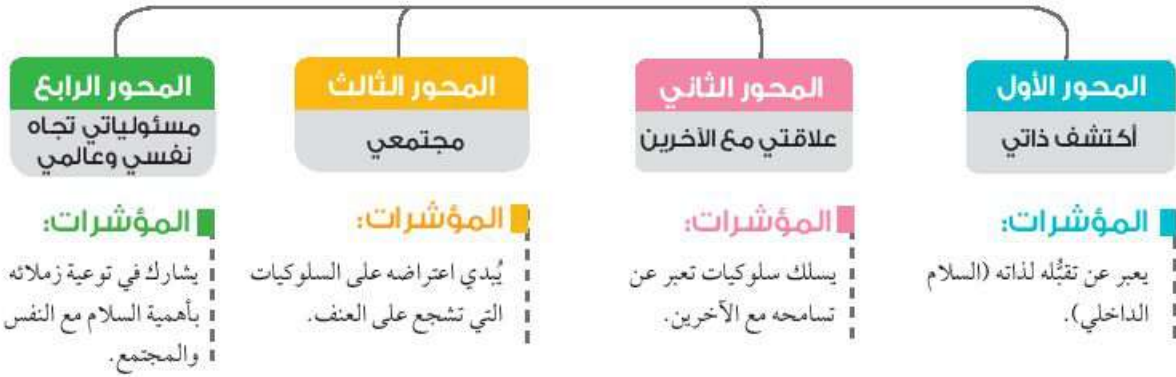 المحور الأول
أكتشف ذاتي
المؤشرات:
يعبر عن تقبُّله لذاته (السلام
الداخلي).
المحور الثاني
علاقتي مع الآخرين
المؤشرات:
يسلك سلوكيات تعبر عن
تسامحه مع الآخرين.
المحور الثالث
مجتمعي
المؤشرات:
يُبدي اعتراضه على السلوكيات
التي تشجع على العنف.
المحور الرابع
مسئولياتي تجاه
نفسي وعالمي
المؤشرات:
يشارك في توعية زملائه
بأهمية السلام مع النفس
والمجتمع.